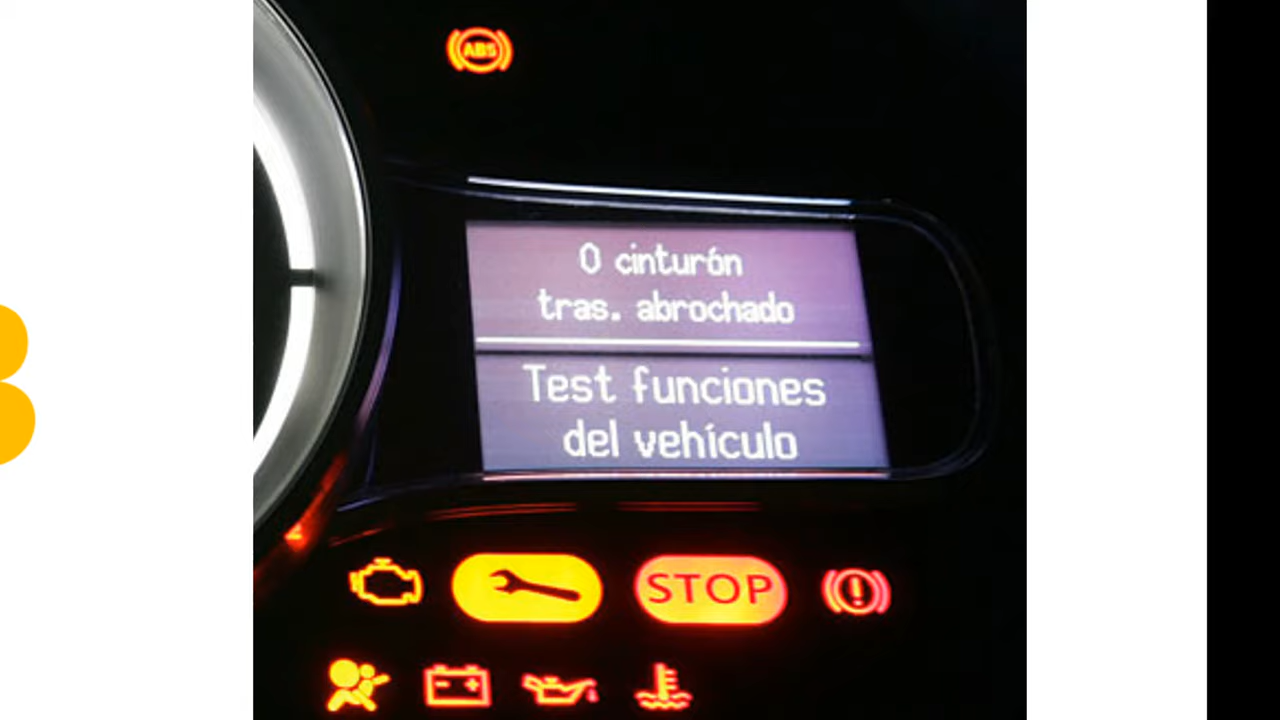 ABS
0 cinturón
tras. abrochado
Test funciones
del vehículo
STOP